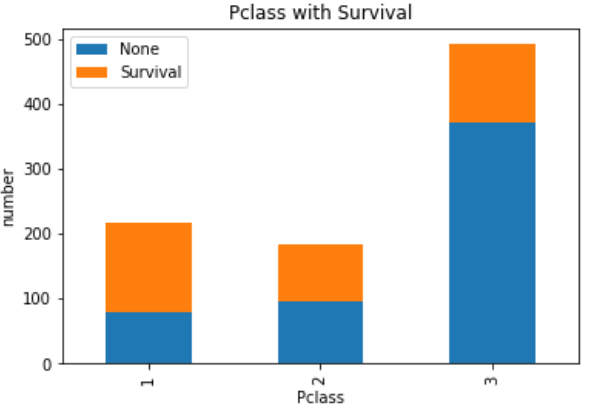 Pclass with Survival
None
Survival
500
400
300
200
100
0
number
1
2
3
Pclass